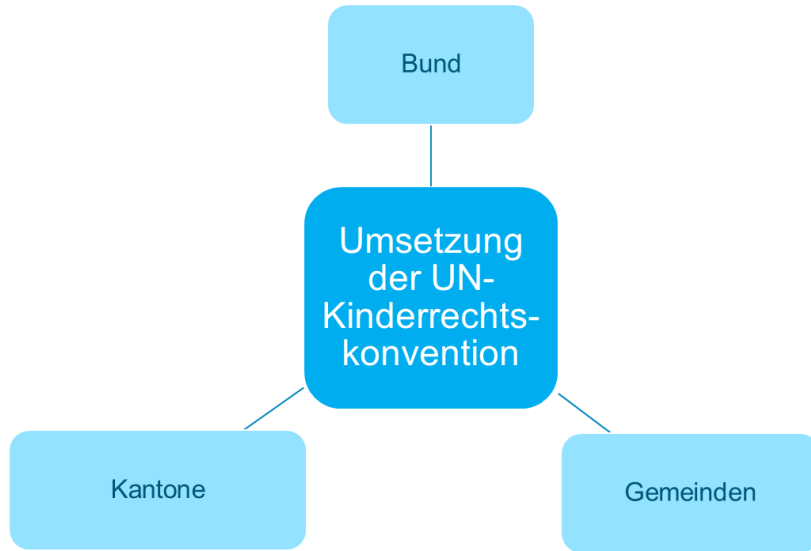 Bund
Umsetzung
der UN-
Kinderrechts-
konvention
Kantone
Gemeinden